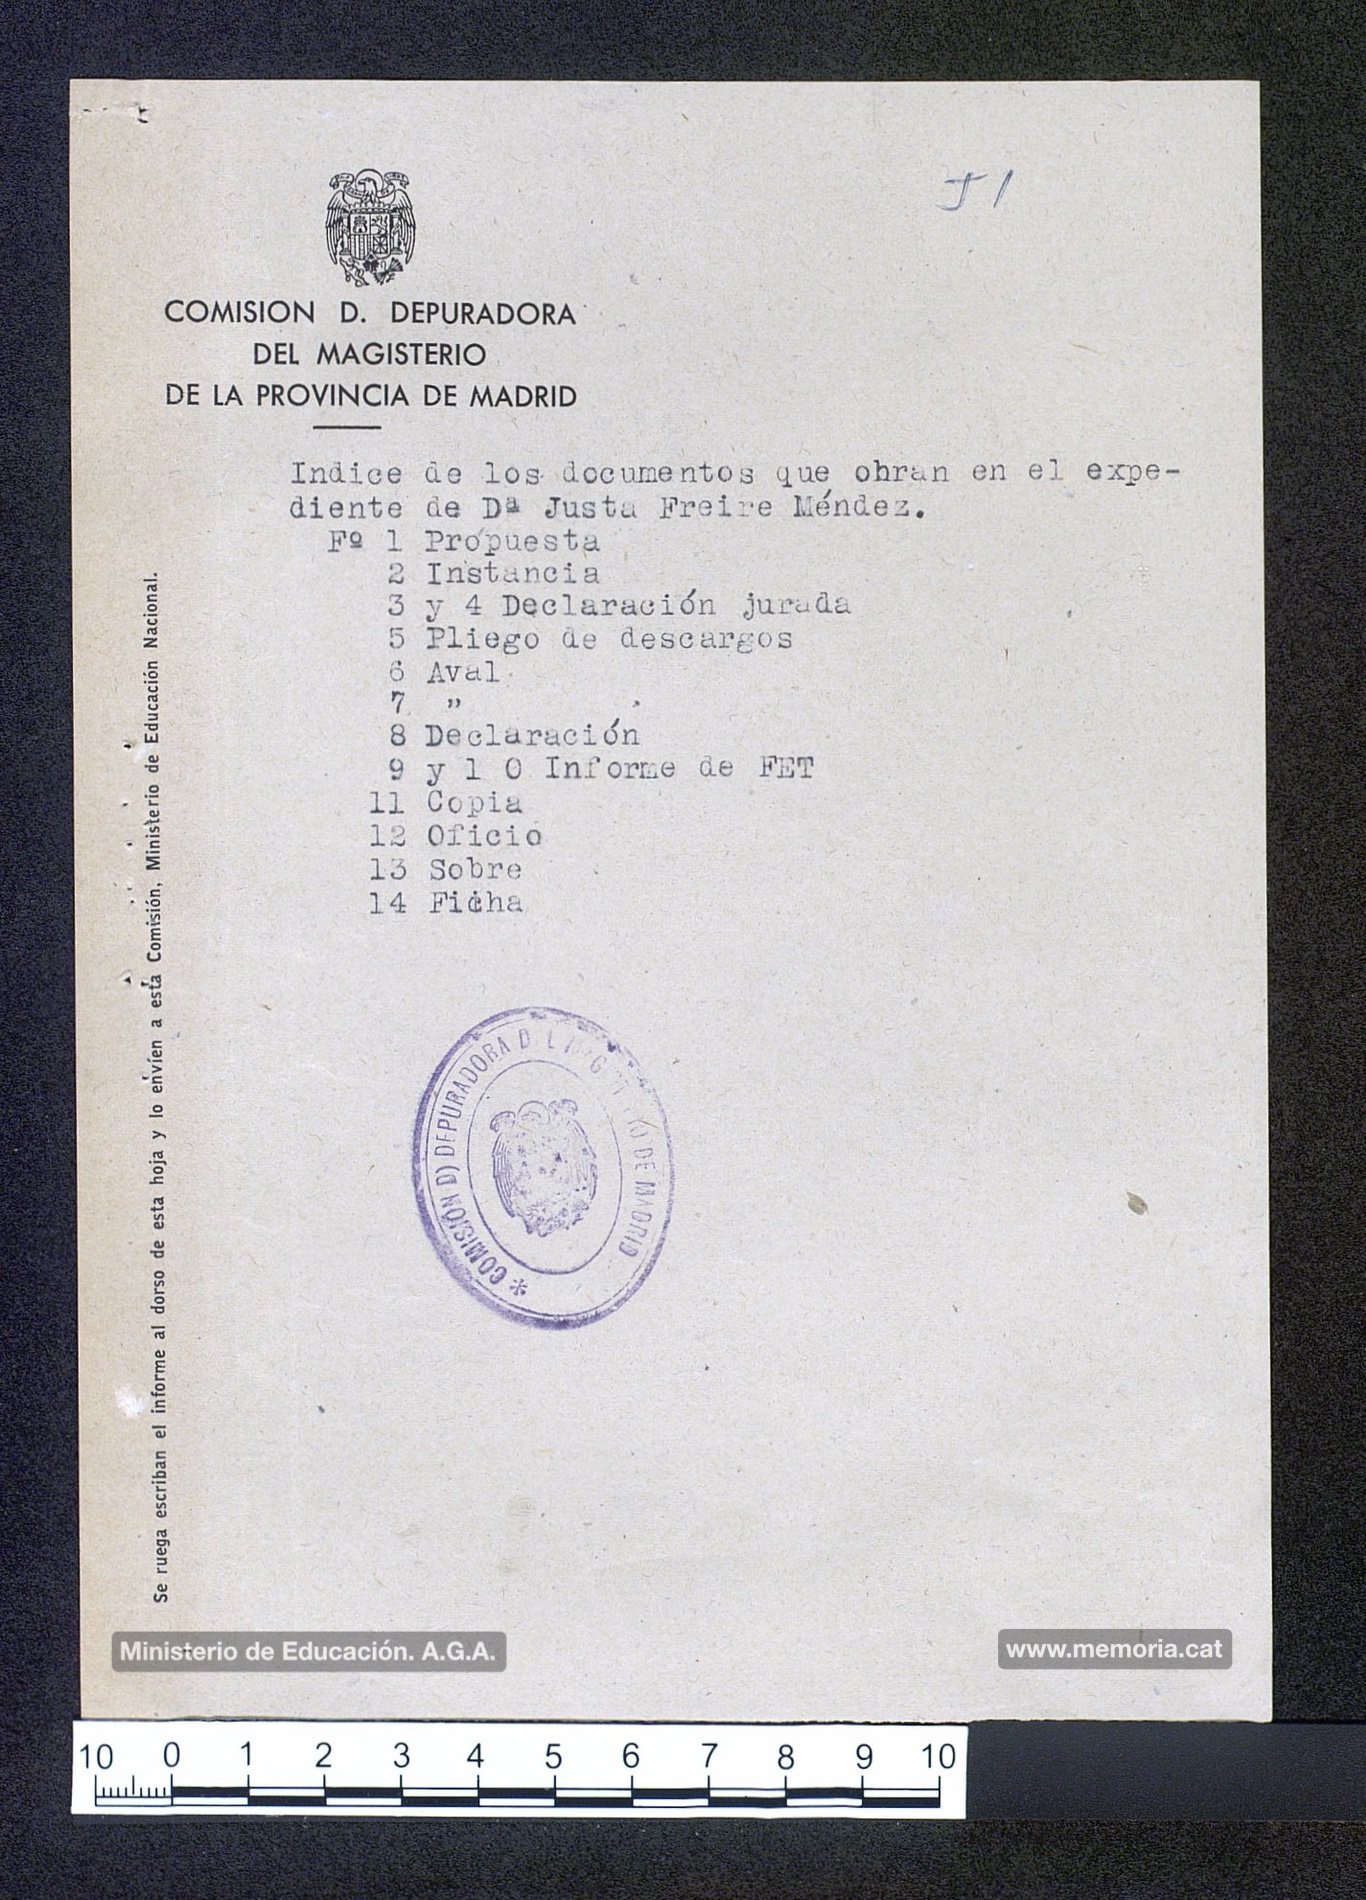 COMISION D. DEPURADORA
DEL MAGISTERIO
DE LA PROVINCIA DE MADRID
Indice de los documentos que obran en el expe-
diente de Dª Justa Freire Méndez.
Fº 1 Propuesta
2 Instancia
3 y 4 Declaración jurada
5 Pliego de descargos
6 Aval
7 "
8 Declaración
9 y 1 0 Informe de FET
11 Copia
12 Oficio
13 Sobre
14 Ficha
Se ruega escriban el informe al dorso de esta hoja y lo envíen a esta Comisión, Ministerio de Educación Nacional.
* COMISIÓN D) DEPURADORA DE MADRID
Ministerio de Educación. A.G.A.
www.memoria.cat
10 0 1 2 3 4 5 6 7 8 9 10